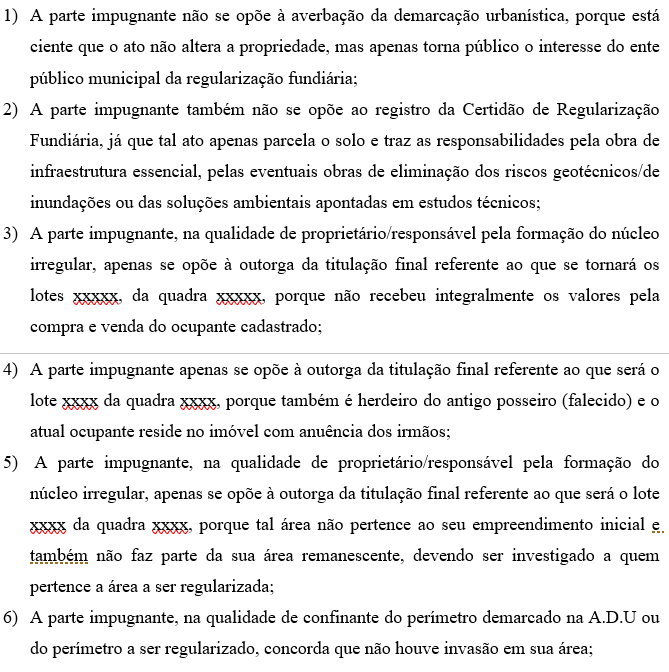 1) A parte impugnante não se opõe à averbação da demarcação urbanística, porque está
ciente que o ato não altera a propriedade, mas apenas torna público o interesse do ente
público municipal da regularização fundiária;
2) A parte impugnante também não se opõe ao registro da Certidão de Regularização
Fundiária, já que tal ato apenas parcela o solo e traz as responsabilidades pela obra de
infraestrutura essencial, pelas eventuais obras de eliminação dos riscos geotécnicos/de
inundações ou das soluções ambientais apontadas em estudos técnicos;
3) A parte impugnante, na qualidade de proprietário/responsável pela formação do núcleo
irregular, apenas se opõe à outorga da titulação final referente ao que se tornará os
lotes xxxxx, da quadra xxxxx, porque não recebeu integralmente os valores pela
compra e venda do ocupante cadastrado;
4) A parte impugnante apenas se opõe à outorga da titulação final referente ao que será o
lote xxxx da quadra xxxx, porque também é herdeiro do antigo posseiro (falecido) e o
atual ocupante reside no imóvel com anuência dos irmãos;
5) A parte impugnante, na qualidade de proprietário/responsável pela formação do
núcleo irregular, apenas se opõe à outorga da titulação final referente ao que será o lote
xxxx da quadra xxxx, porque tal área não pertence ao seu empreendimento inicial e
também não faz parte da sua área remanescente, devendo ser investigado a quem
pertence a área a ser regularizada;
6) A parte impugnante, na qualidade de confinante do perímetro demarcado na A.D.U ou
do perímetro a ser regularizado, concorda que não houve invasão em sua área;